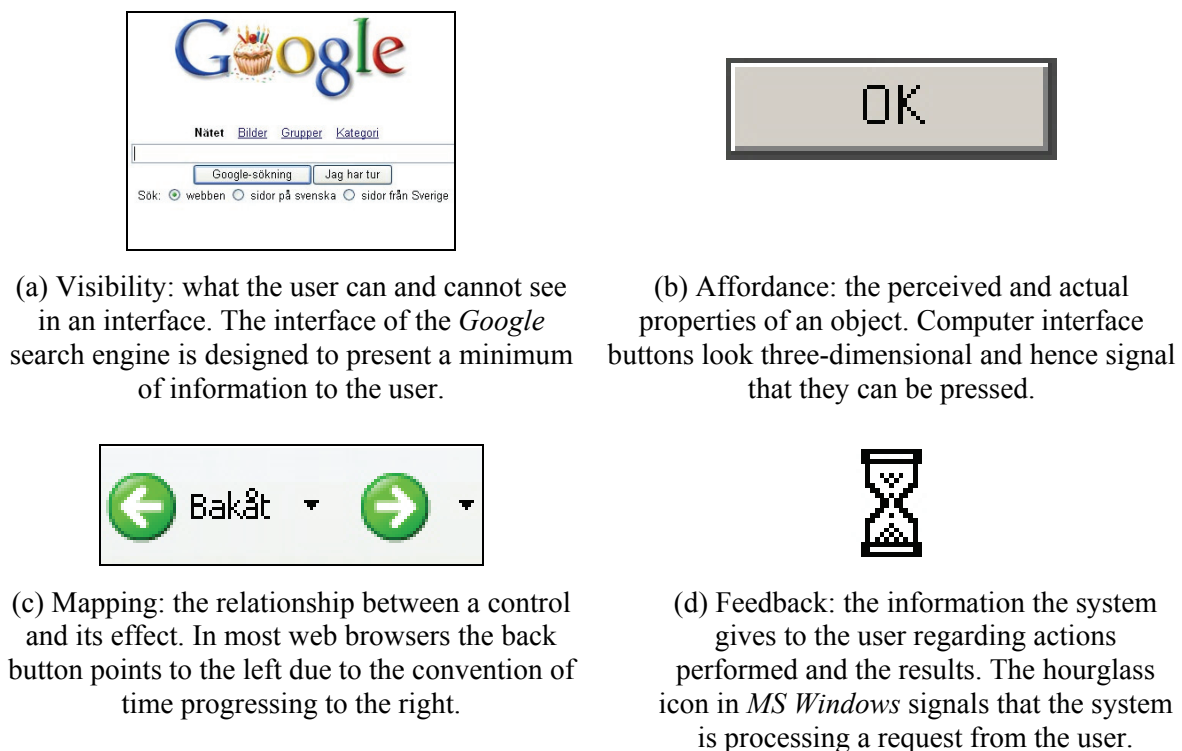 Google
Nätet Bilder Grupper Kategori
Google-sökning Jag har tur
Sök: webben sidor på svenska sidor från Sverige
OK
(a) Visibility: what the user can and cannot see
in an interface. The interface of the Google
search engine is designed to present a minimum
of information to the user.
(b) Affordance: the perceived and actual
properties of an object. Computer interface
buttons look three-dimensional and hence signal
that they can be pressed.
Bakåt
(c) Mapping: the relationship between a control
and its effect. In most web browsers the back
button points to the left due to the convention of
time progressing to the right.
(d) Feedback: the information the system
gives to the user regarding actions
performed and the results. The hourglass
icon in MS Windows signals that the system
is processing a request from the user.